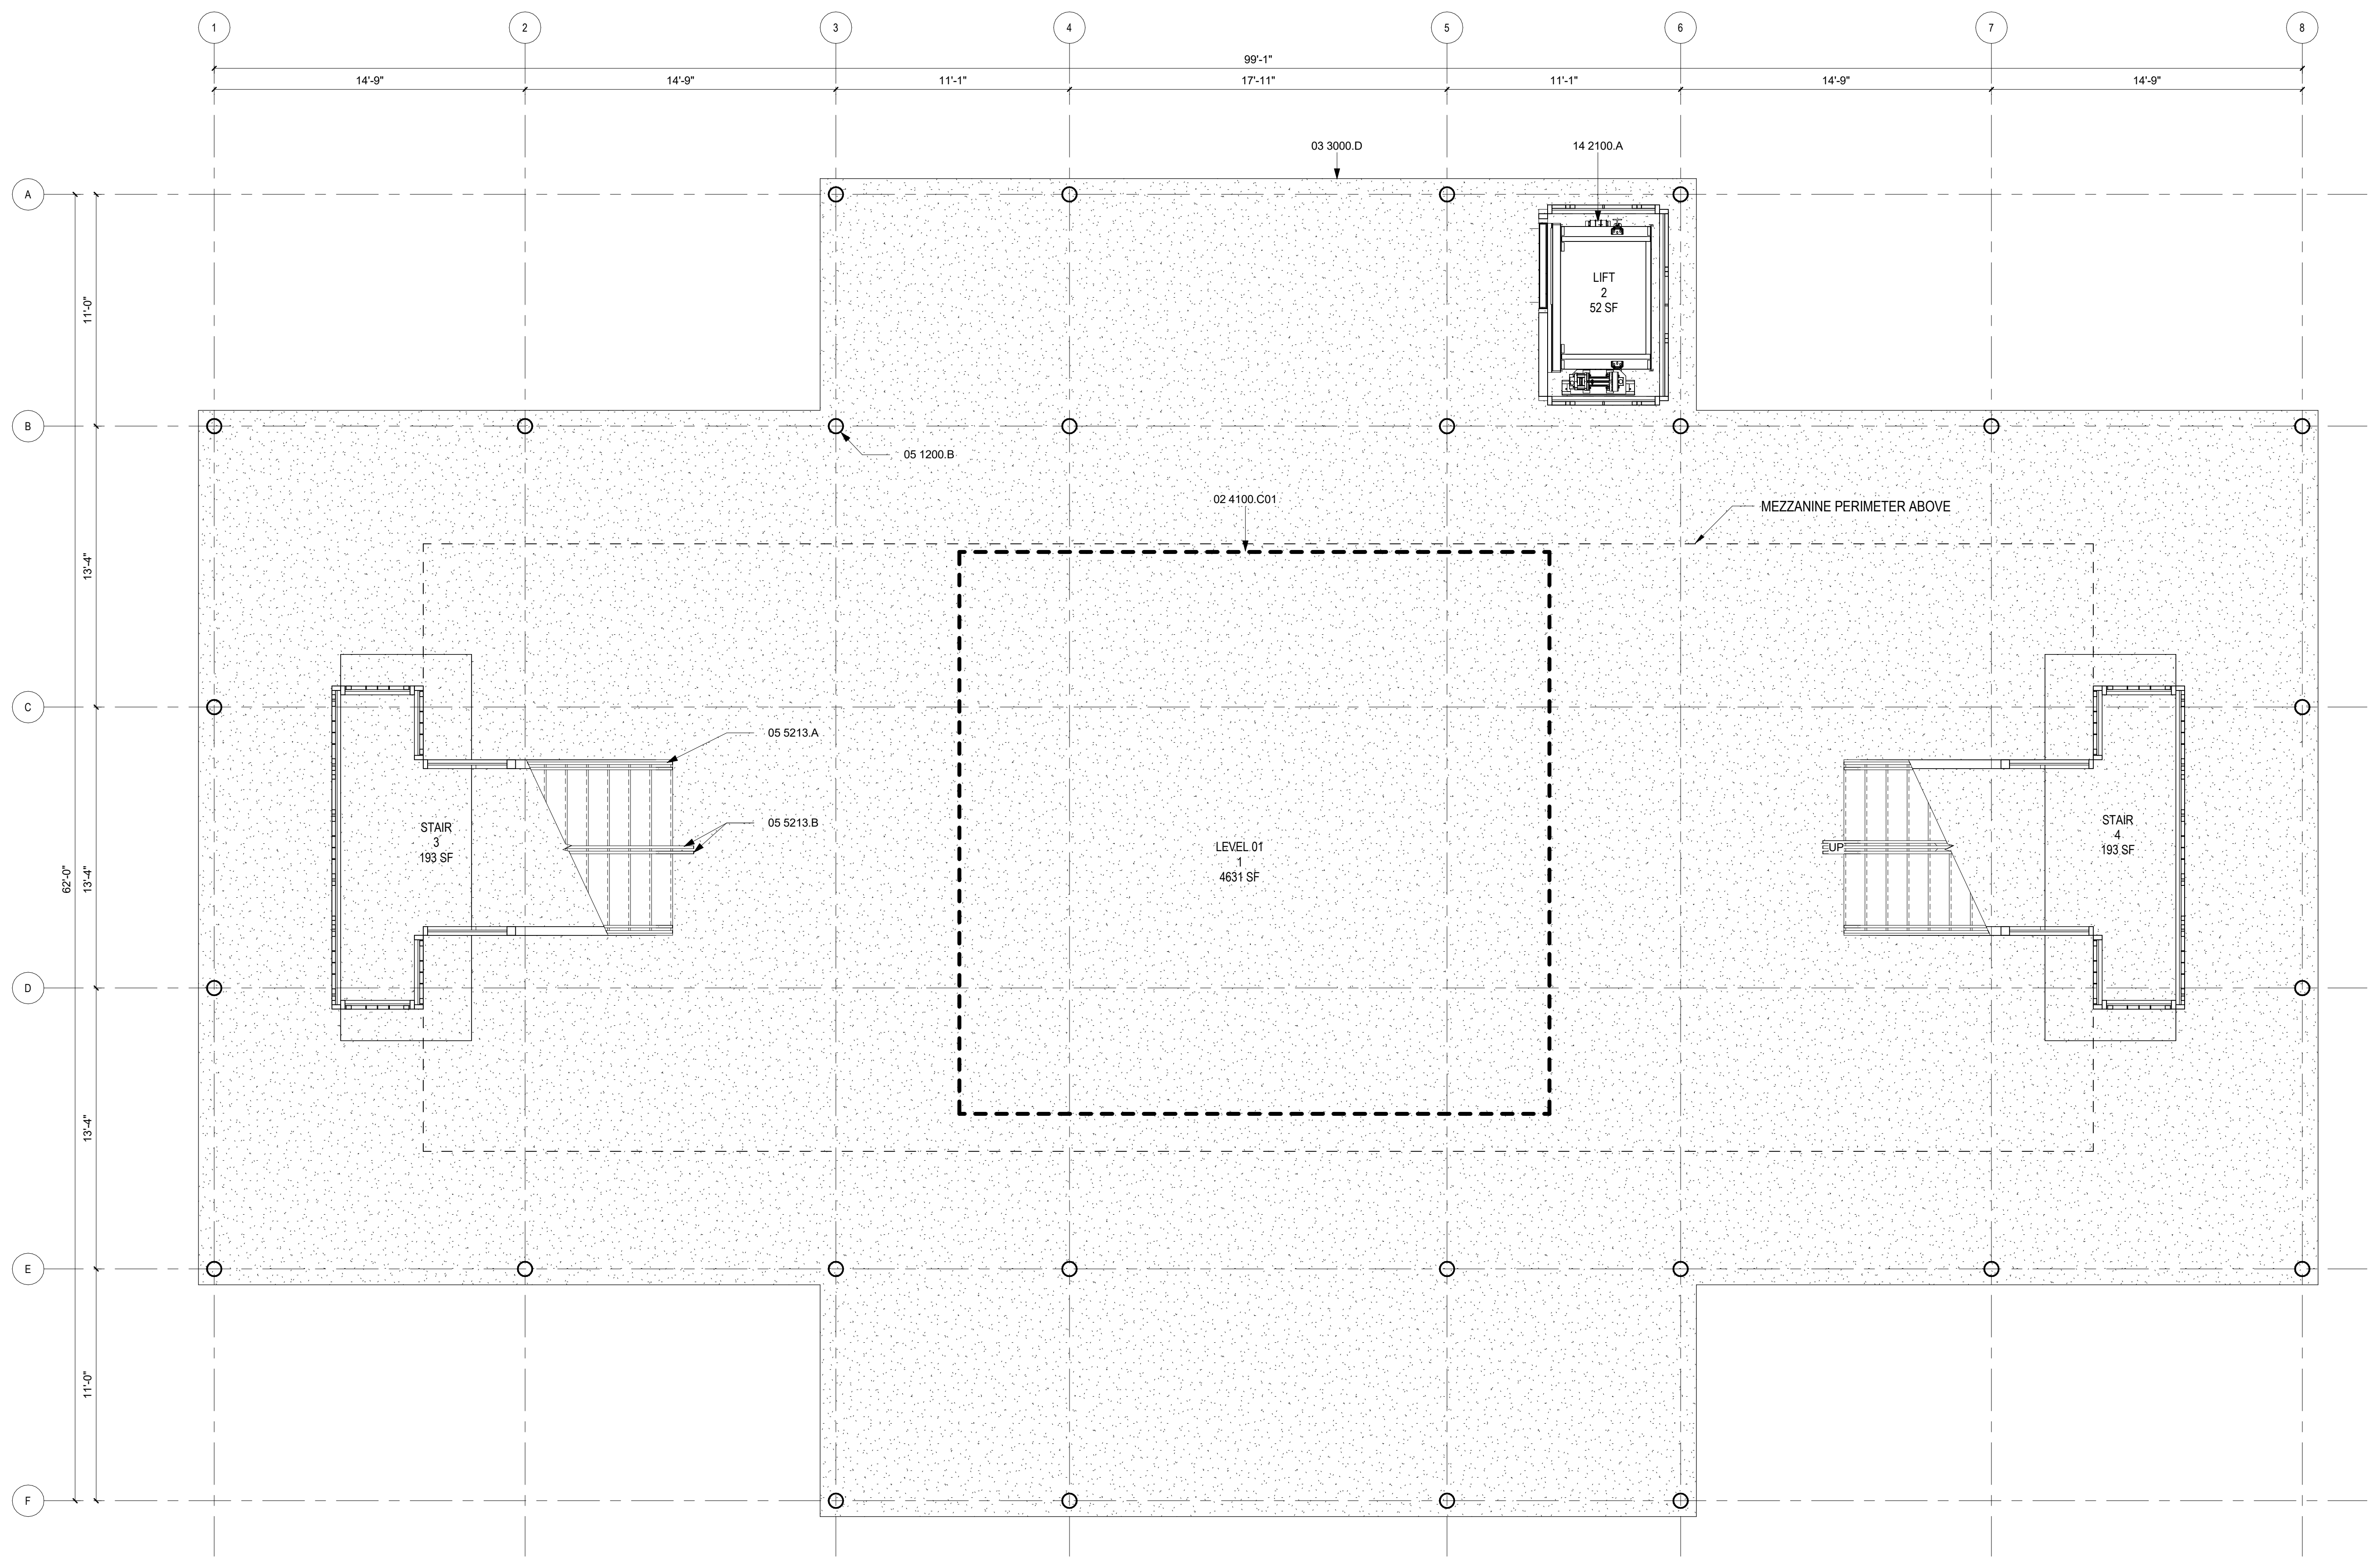 1
2
3
4
5
6
7
8
99'-1"
14'-9"
14'-9"
11'-1"
17'-11"
11'-1"
14'-9"
14'-9"
03 3000.D
14 2100.A
A
LIFT
2
52 SF
11'-0"
B
05 1200.B
02 4100.C01
MEZZANINE PERIMETER ABOVE
13'-4"
C
05 5213.A
05 5213.B
STAIR
3
193 SF
LEVEL 01
1
4631 SF
UP
STAIR
4
193 SF
62'-0"
13'-4"
D
13'-4"
E
11'-0"
F